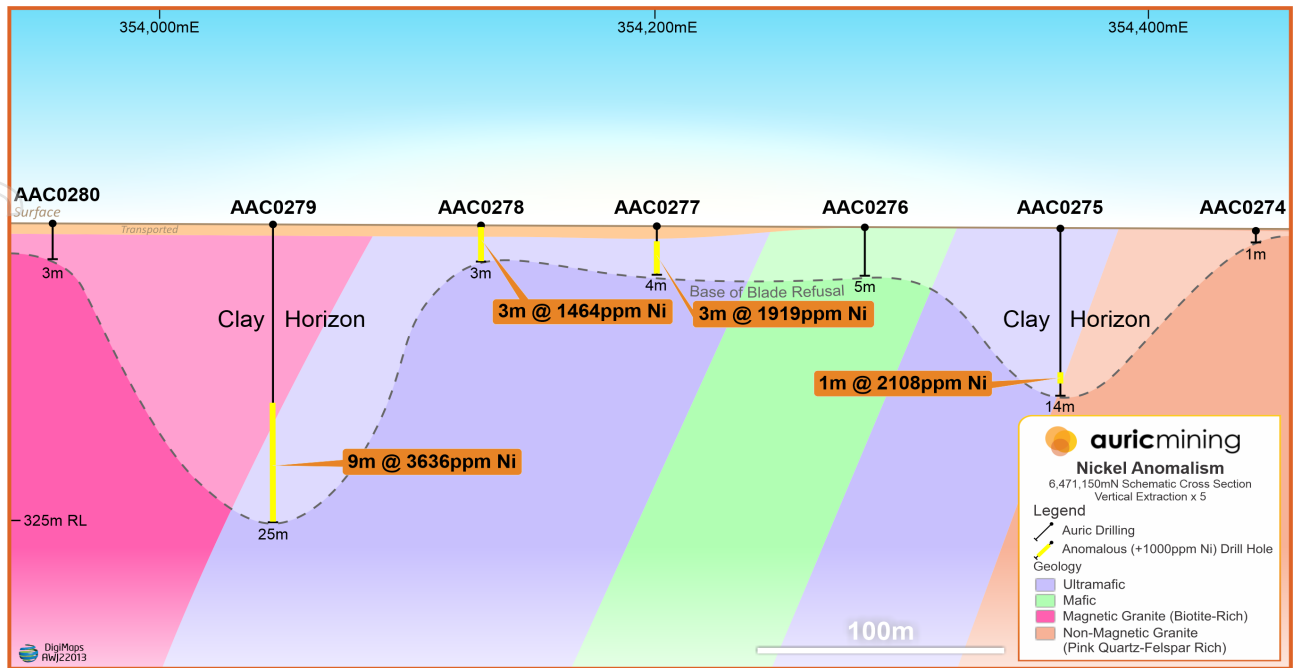 354,000mE
354,200mE
354,400mE
AAC0280
AAC0279
AAC0278
AAC0277
AAC0276
AAC0275
AAC0274
Surface
Transported
3m
3m
4m
5m
1m
Base of Blade Refusal
3m @ 1464ppm Ni
3m @ 1919ppm Ni
Clay Horizon
Clay Horizon
1m @ 2108ppm Ni
14m
9m @ 3636ppm Ni
325m RL
25m
auricmining
Nickel Anomalism
6,471,150mN Schematic Cross Section
Vertical Extraction x 5
Legend
Auric Drilling
Anomalous (+1000ppm Ni) Drill Hole
Geology
Ultramafic
Mafic
Magnetic Granite (Biotite-Rich)
Non-Magnetic Granite
(Pink Quartz-Felspar Rich)
100m
DigiMaps
AWJ22013